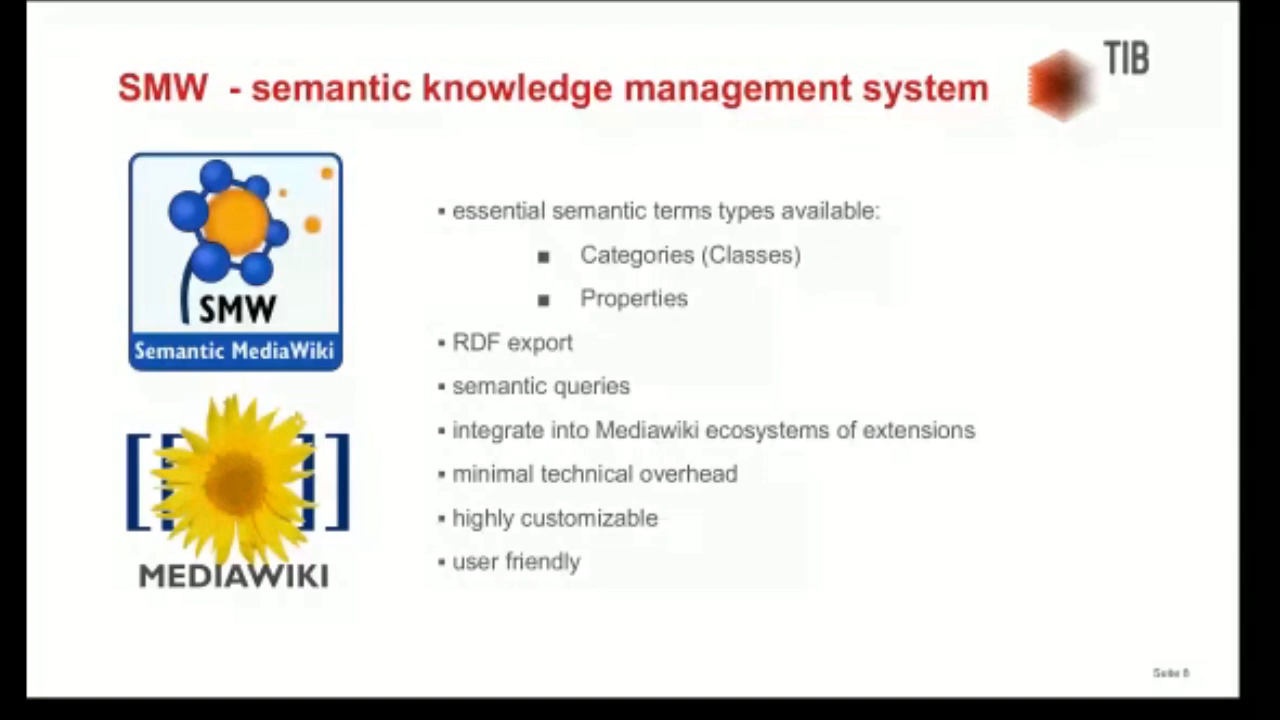 SMW - semantic knowledge management system
TIB
SMW
Semantic MediaWiki
[[ ]]
MEDIAWIKI
▪ essential semantic terms types available:
■ Categories (Classes)
■ Properties
▪ RDF export
▪ semantic queries
▪ integrate into Mediawiki ecosystems of extensions
▪ minimal technical overhead
▪ highly customizable
▪ user friendly
Seite